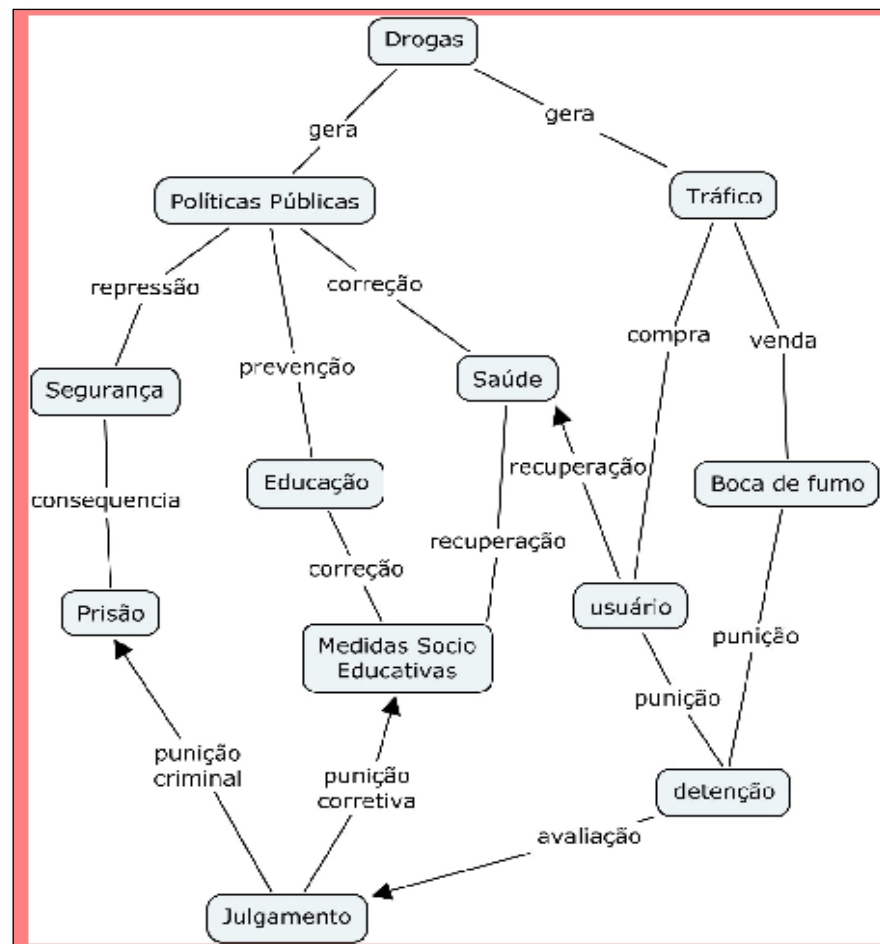 Drogas
gera
gera
Políticas Públicas
Tráfico
repressão
correção
compra
venda
prevenção
Segurança
Saúde
consequencia
Educação
recuperação
Boca de fumo
recuperação
correção
Prisão
usuário
Medidas Socio
Educativas
punição
punição
punição
criminal
punição
corretiva
detenção
avaliação
Julgamento